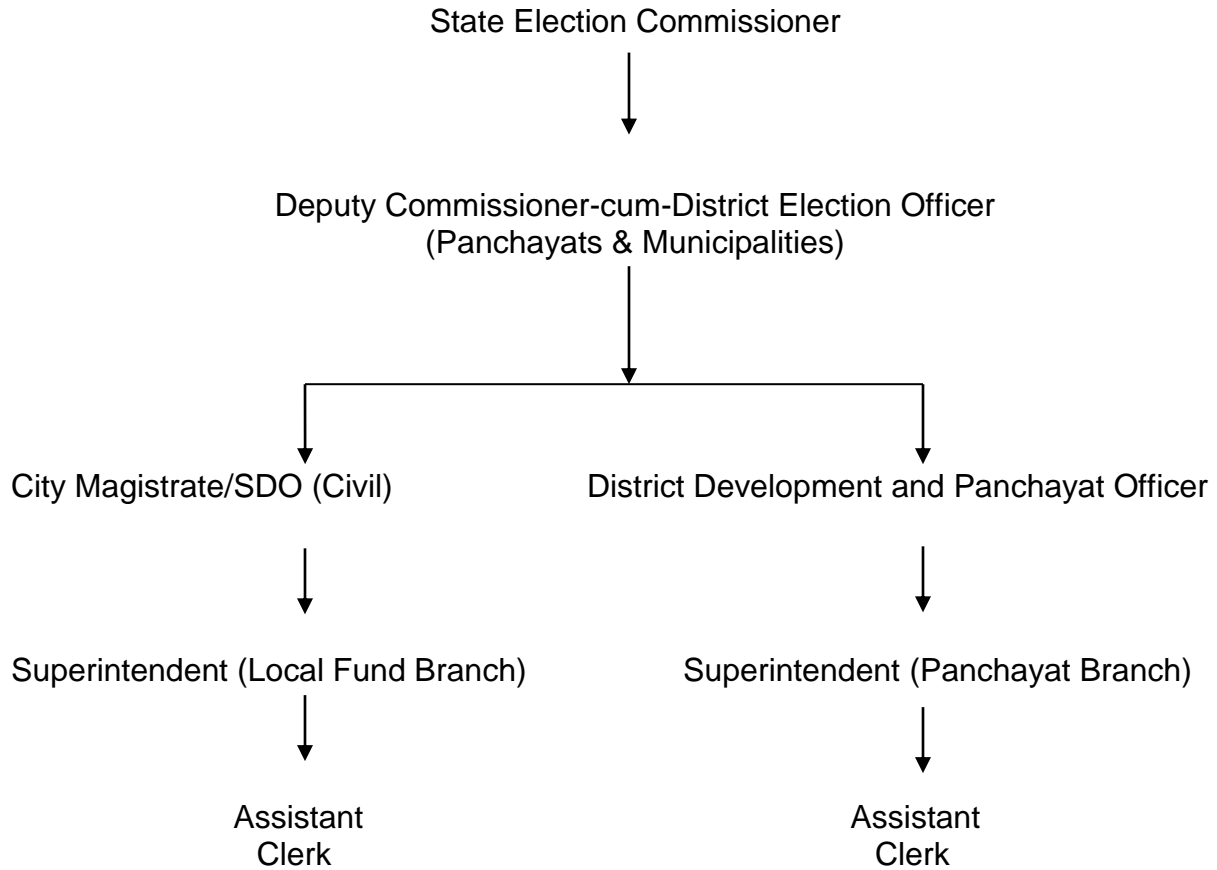 State Election Commissioner
Deputy Commissioner-cum-District Election Officer
(Panchayats & Municipalities)
City Magistrate/SDO (Civil)
District Development and Panchayat Officer
Superintendent (Local Fund Branch)
Superintendent (Panchayat Branch)
Assistant
Clerk
Assistant
Clerk